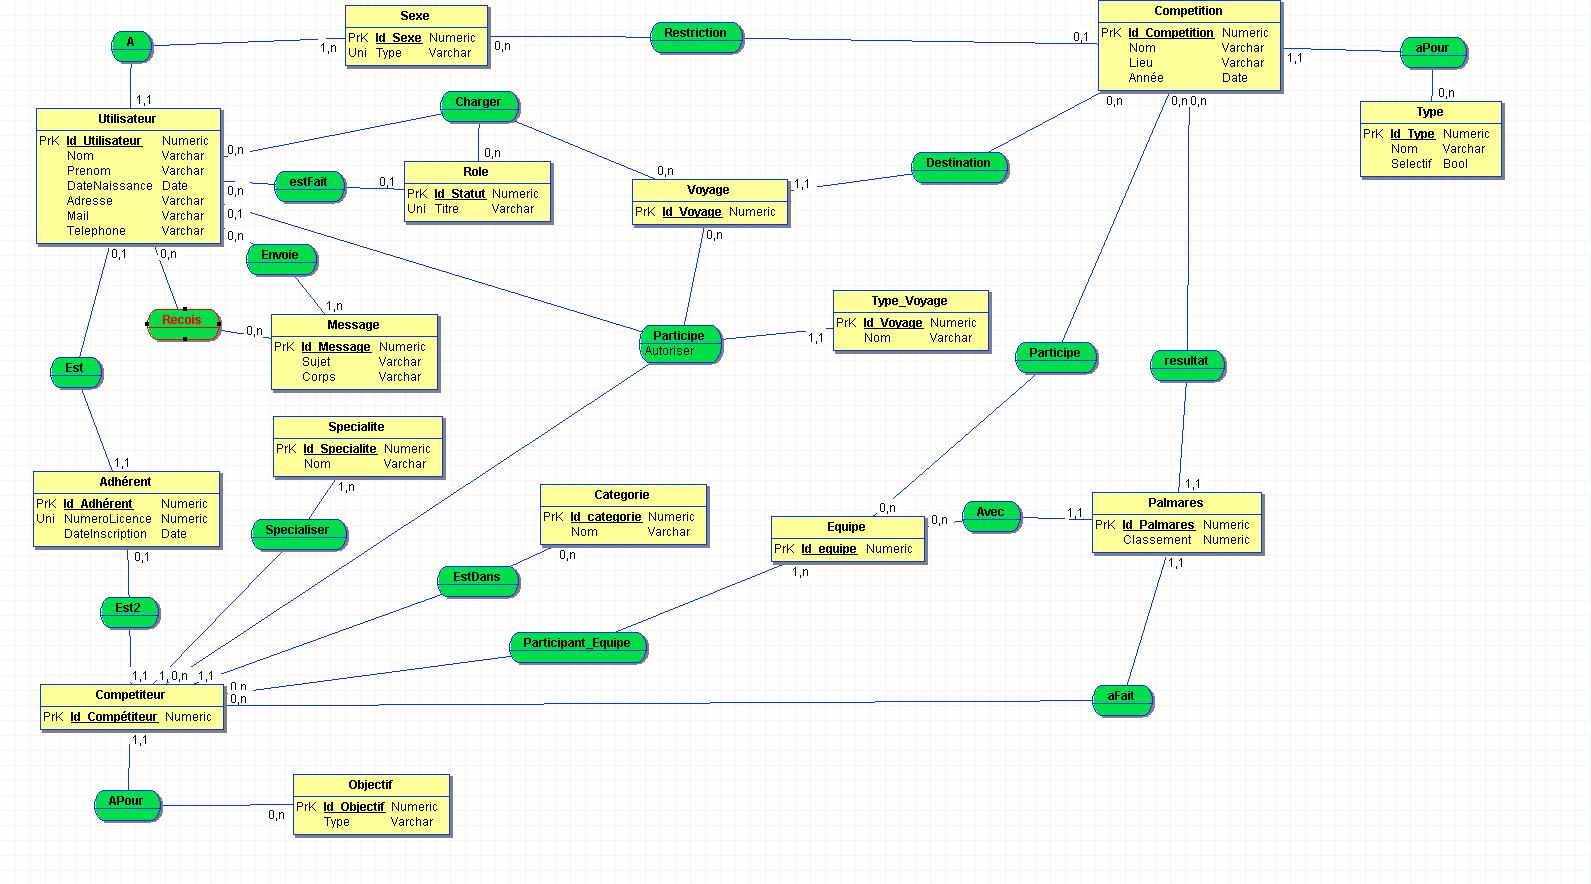 Sexe
PrK Id_Sexe Numeric
Uni Type Varchar
A
1,n
0,n
1,1
Restriction
0,1
Competition
PrK Id_Competition Numeric
Nom Varchar
Lieu Varchar
Année Date
1,1
aPour
0,n
Type
PrK Id_Type Numeric
Nom Varchar
Selectif Bool
0,n
0,n
0,n
Utilisateur
PrK Id_Utilisateur Numeric
Nom Varchar
Prenom Varchar
DateNaissance Date
Adresse Varchar
Mail Varchar
Telephone Varchar
0,n
0,n
0,1
0,n
0,1
0,n
Charger
0,n
0,n
estFait
0,1
Role
PrK Id_Statut Numeric
Uni Titre Varchar
Voyage
PrK Id_Voyage Numeric
1,1
0,n
Destination
Envoie
1,n
Recois
0,n
Message
PrK Id_Message Numeric
Sujet Varchar
Corps Varchar
Participe
Autoriser
1,1
Type_Voyage
PrK Id_Voyage Numeric
Nom Varchar
Participe
resultat
Est
1,1
Specialite
PrK Id_Specialite Numeric
Nom Varchar
1,n
Adhérent
PrK Id_Adhérent Numeric
Uni NumeroLicence Numeric
DateInscription Date
0,1
Specialiser
Categorie
PrK Id_categorie Numeric
Nom Varchar
0,n
EstDans
0,n
Equipe
PrK Id_equipe Numeric
0,n
1,n
Avec
1,1
1,1
Palmares
PrK Id_Palmares Numeric
Classement Numeric
1,1
Est2
Participant_Equipe
1,1
0,n
1,1
0,n
0,n
Competiteur
PrK Id_Compétiteur Numeric
1,1
aFait
APour
0,n
Objectif
PrK Id_Objectif Numeric
Type Varchar